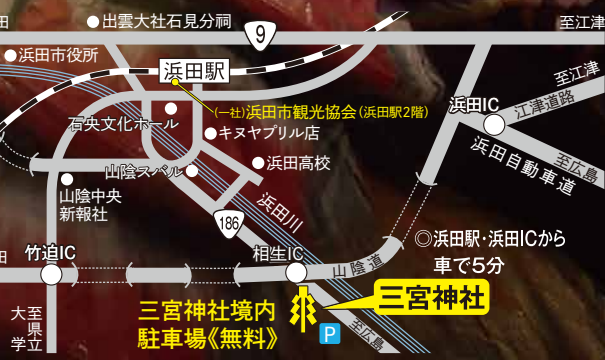 田
出雲大社石見分祠
9
至江津
浜田市役所
浜田駅
至江津
(一社)浜田市観光協会(浜田駅2階)
浜田IC
江津道路
石央文化ホール
キヌヤプリル店
浜田自動車道
至広島
山陰スバル
浜田高校
山陰中央
新報社
浜田川
186
◎浜田駅・浜田ICから
車で5分
田
竹迫IC
相生IC
山陰道
三宮神社
三宮神社境内
駐車場《無料》
P
至広島
至県立
大学